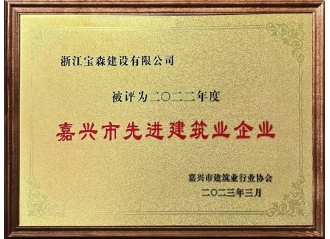 浙江宝森建设有限公司
被评为二〇二二年度
嘉兴市先进建筑业企业
嘉兴市建筑业行业协会
二〇二三年三月